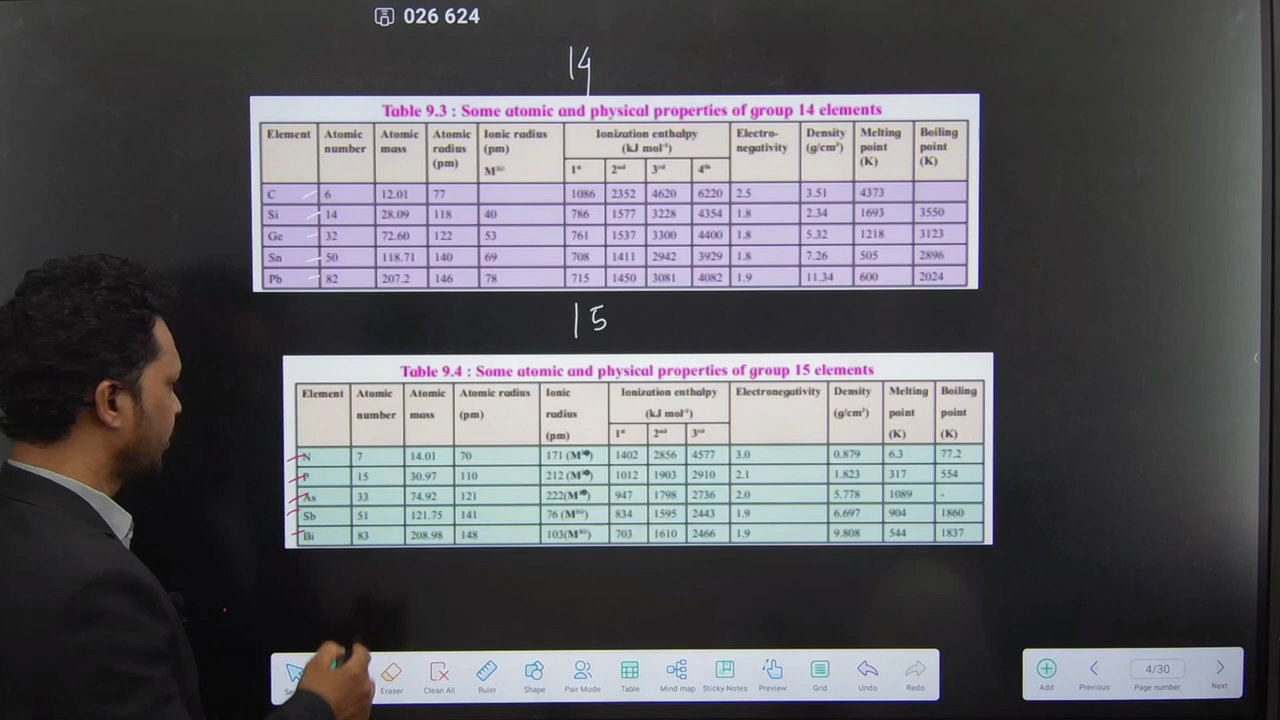 026 624
14
Table 9.3 : Some atomic and physical properties of group 14 elements
Element Atomic number Atomic mass Atomic radius (pm) Ionic radius (pm) Ionization enthalpy (kJ mol⁻¹) Electro-negativity Density (g/cm³) Melting point (K) Boiling point (K)
1st 2nd 3rd 4th
C 6 12.01 77 1086 2352 4620 6220 2.5 3.51 4373
Si 14 28.09 118 40 786 1577 3228 4354 1.8 2.34 1693 3550
Ge 32 72.60 122 53 761 1537 3300 4400 1.8 5.32 1218 3123
Sn 50 118.71 140 69 708 1411 2942 3929 1.8 7.26 505 2896
Pb 82 207.2 146 78 715 1450 3081 4082 1.9 11.34 600 2024
15
Table 9.4 : Some atomic and physical properties of group 15 elements
Element Atomic number Atomic mass Atomic radius (pm) Ionic radius (pm) Ionization enthalpy (kJ mol⁻¹) Electronegativity Density (g/cm³) Melting point (K) Boiling point (K)
1st 2nd 3rd
N 7 14.01 70 171 1402 2856 4577 3.0 0.879 6.3 77.2
P 15 30.97 110 212 1012 1903 2910 2.1 1.823 317 554
As 33 74.92 121 222 947 1798 2736 2.0 5.778 1089 -
Sb 51 121.75 141 76 834 1595 2443 1.9 6.697 904 1860
Bi 83 208.98 148 103 703 1610 2466 1.9 9.808 544 1837
Eraser Clean All Ruler Shape Pair Mode Table Mind map Sticky-Notes Preview Grid Undo Redo
Add Previous 4/30 Page number Next